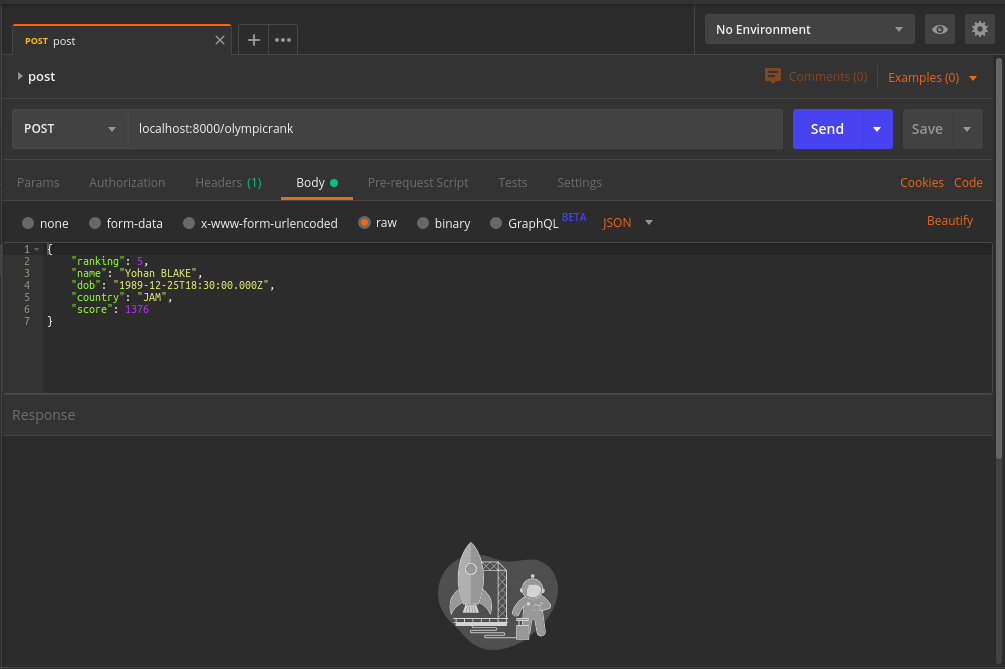 POST post
No Environment
post
Comments (0)
Examples (0)
POST
localhost:8000/olympicrank
Send
Save
Params Authorization Headers (1) Body Pre-request Script Tests Settings Cookies Code
none form-data x-www-form-urlencoded raw binary GraphQL BETA JSON Beautify
1 {
2 "ranking": 5,
3 "name": "Yohan BLAKE",
4 "dob": "1989-12-25T18:30:00.000Z",
5 "country": "JAM",
6 "score": 1376
7 }
Response